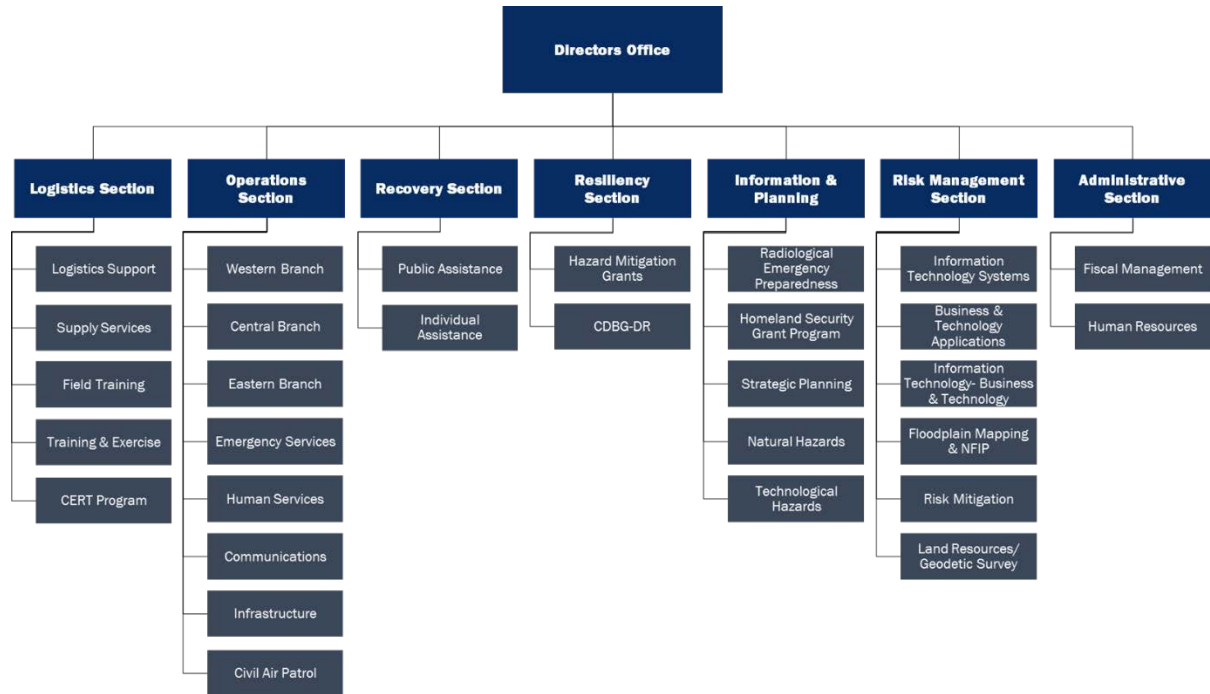 Directors Office
Logistics Section
Operations
Section
Recovery Section
Resiliency
Section
Information &
Planning
Risk Management
Section
Administrative
Section
Logistics Support
Supply Services
Field Training
Training & Exercise
CERT Program
Western Branch
Central Branch
Eastern Branch
Emergency Services
Human Services
Communications
Infrastructure
Civil Air Patrol
Public Assistance
Individual
Assistance
Hazard Mitigation
Grants
CDBG-DR
Radiological
Emergency
Preparedness
Homeland Security
Grant Program
Strategic Planning
Natural Hazards
Technological
Hazards
Information
Technology Systems
Business &
Technology
Applications
Information
Technology- Business
& Technology
Floodplain Mapping
& NFIP
Risk Mitigation
Land Resources/
Geodetic Survey
Fiscal Management
Human Resources